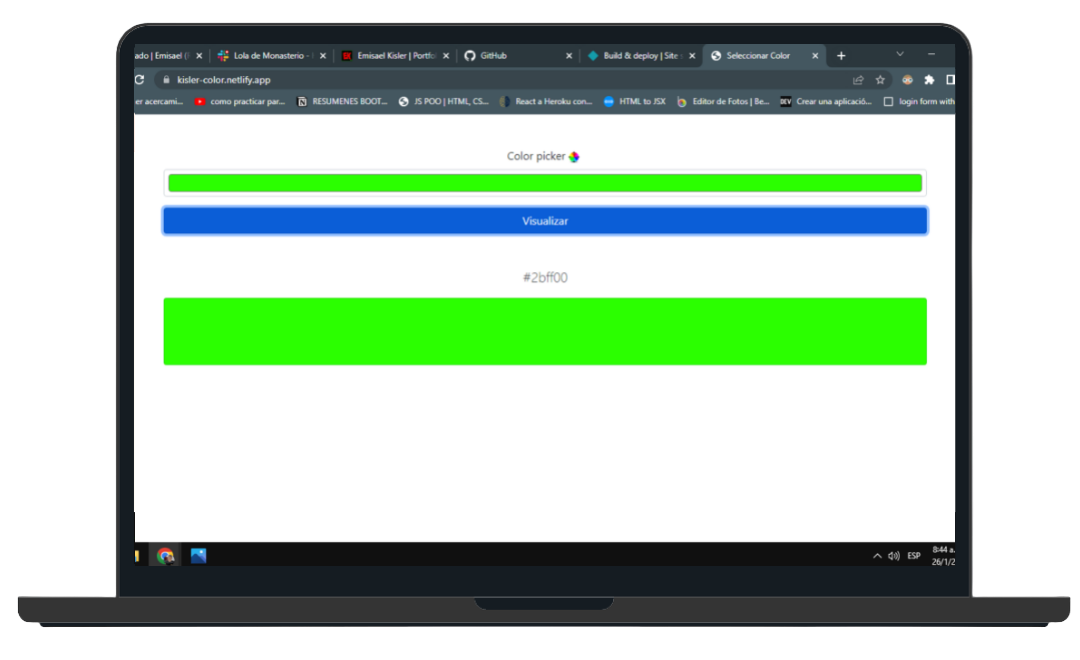 ado | Emisael (
Lola de Monasterio -
Emisael Kisler | Portfo
GitHub
Build & deploy | Site
Seleccionar Color
kisler-color.netlify.app
er acercami...
como practicar par...
RESUMENES BOOT...
JS POO | HTML, CS...
React a Heroku con...
HTML to JSX
Editor de Fotos | Be...
DEV
Crear una aplicació...
login form with
Color picker
Visualizar
#2bff00
ESP
8:44 a.
26/1/2